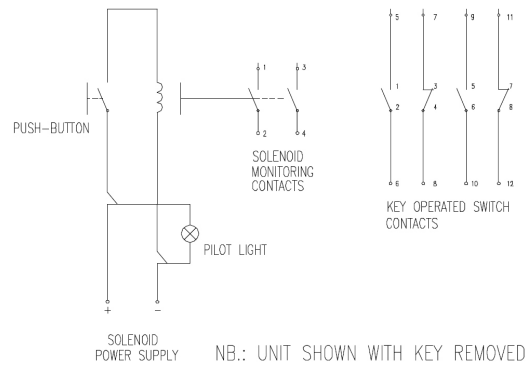 1 3
5 7 9 11
1 3 5 7
2 4 6 8
PUSH-BUTTON
2 4
SOLENOID
MONITORING
CONTACTS
6 8 10 12
KEY OPERATED SWITCH
CONTACTS
PILOT LIGHT
+ -
SOLENOID
POWER SUPPLY
NB.: UNIT SHOWN WITH KEY REMOVED